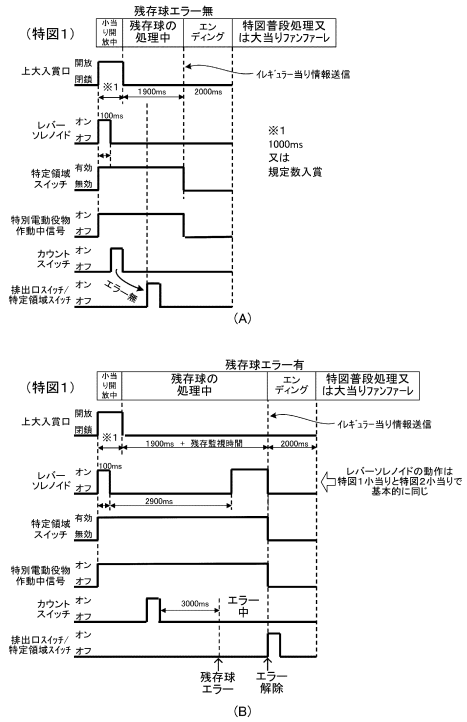 残存球エラー無
(特図1)
小当り開放中
残存球の処理中
エンディング
特図普段処理又は大当りファンファーレ
上大入賞口
開放
閉鎖
イレギュラー当り情報送信
※1
1900ms
2000ms
レバーソレノイド
オン
オフ
100ms
※1
1000ms
又は
規定数入賞
特定領域スイッチ
有効
無効
特別電動役物作動中信号
オン
オフ
カウントスイッチ
オン
オフ
エラー無
排出口スイッチ/特定領域スイッチ
オン
オフ
(A)
残存球エラー有
(特図1)
小当り開放中
残存球の処理中
エンディング
特図普段処理又は大当りファンファーレ
上大入賞口
開放
閉鎖
イレギュラー当り情報送信
※1
1900ms + 残存監視時間
2000ms
レバーソレノイド
オン
オフ
100ms
2900ms
レバーソレノイドの動作は
特図1小当りと特図2小当りで
基本的に同じ
特定領域スイッチ
有効
無効
特別電動役物作動中信号
オン
オフ
カウントスイッチ
オン
オフ
3000ms
エラー中
排出口スイッチ/特定領域スイッチ
オン
オフ
残存球エラー
エラー解除
(B)